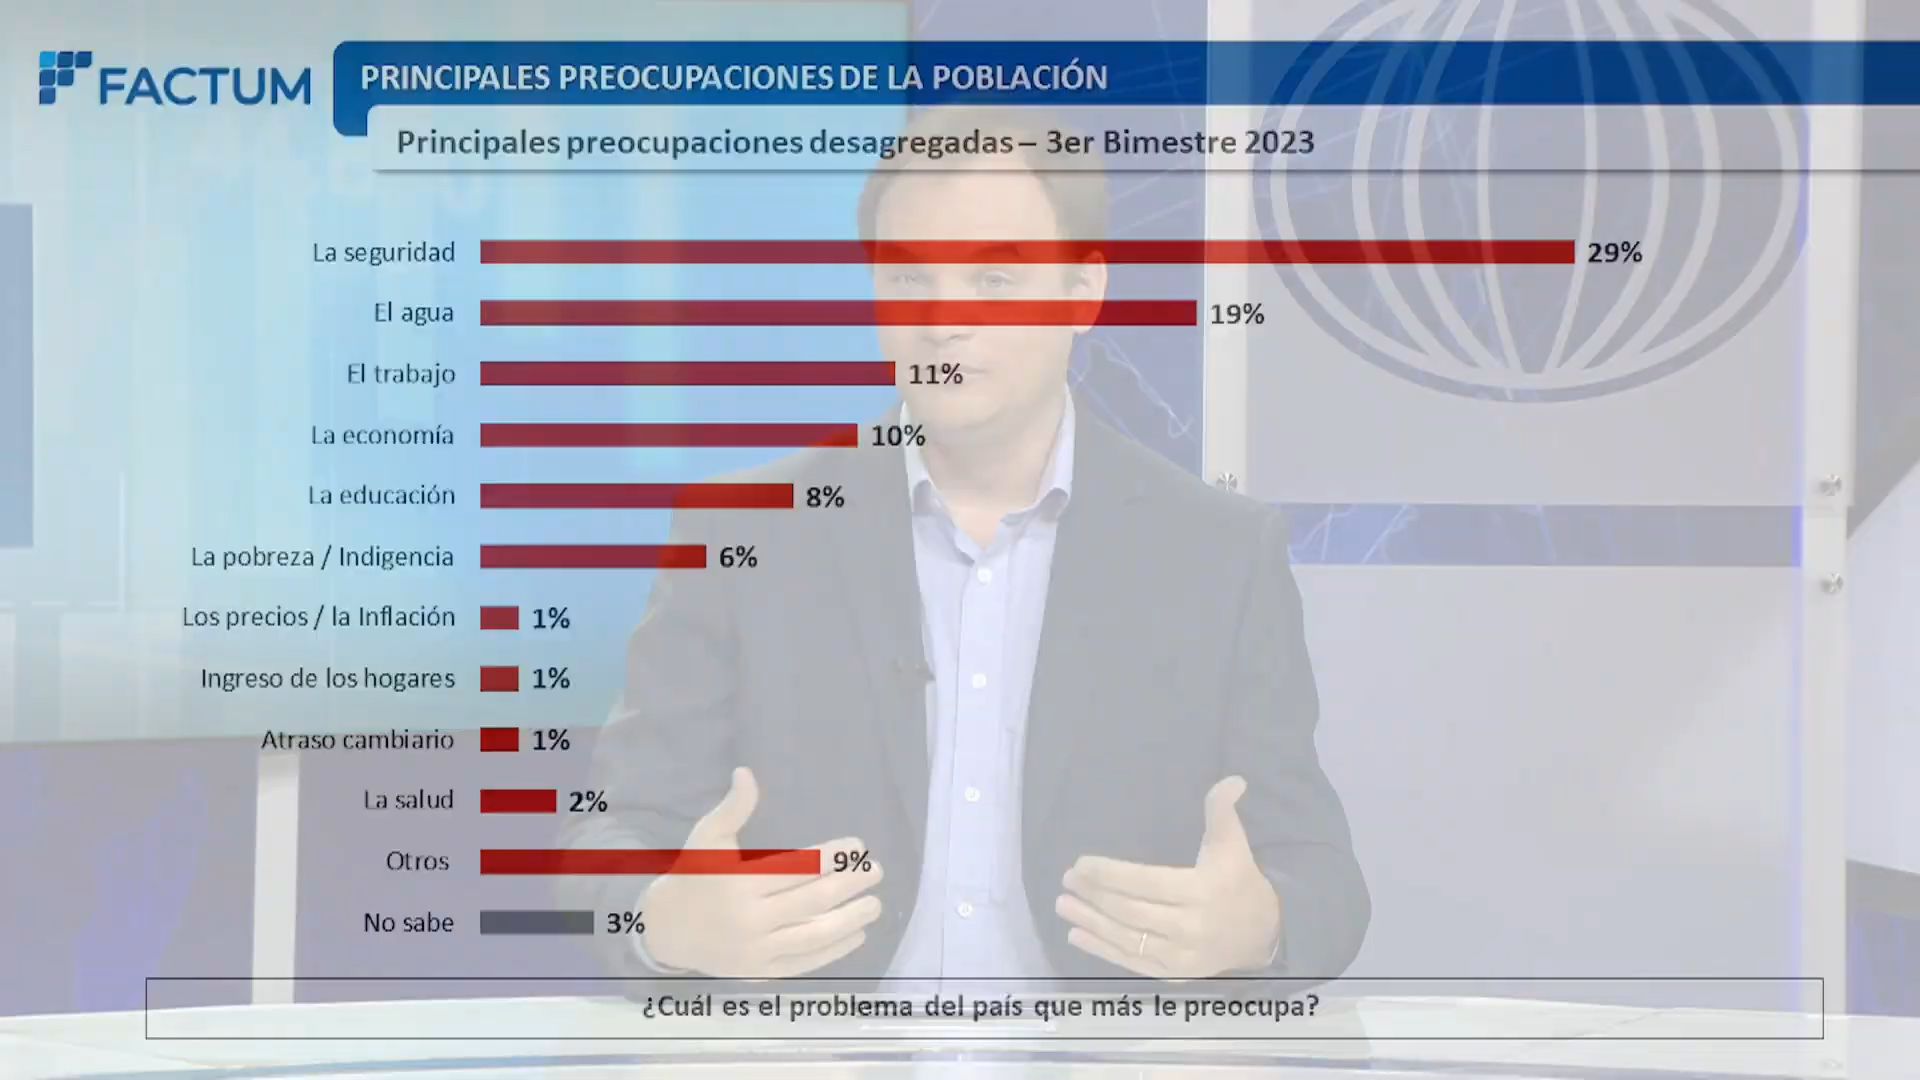 FACTUM
PRINCIPALES PREOCUPACIONES DE LA POBLACIÓN
Principales preocupaciones desagregadas – 3er Bimestre 2023
La seguridad 29%
El agua 19%
El trabajo 11%
La economía 10%
La educación 8%
La pobreza / Indigencia 6%
Los precios / la Inflación 1%
Ingreso de los hogares 1%
Atraso cambiario 1%
La salud 2%
Otros 9%
No sabe 3%
¿Cuál es el problema del país que más le preocupa?